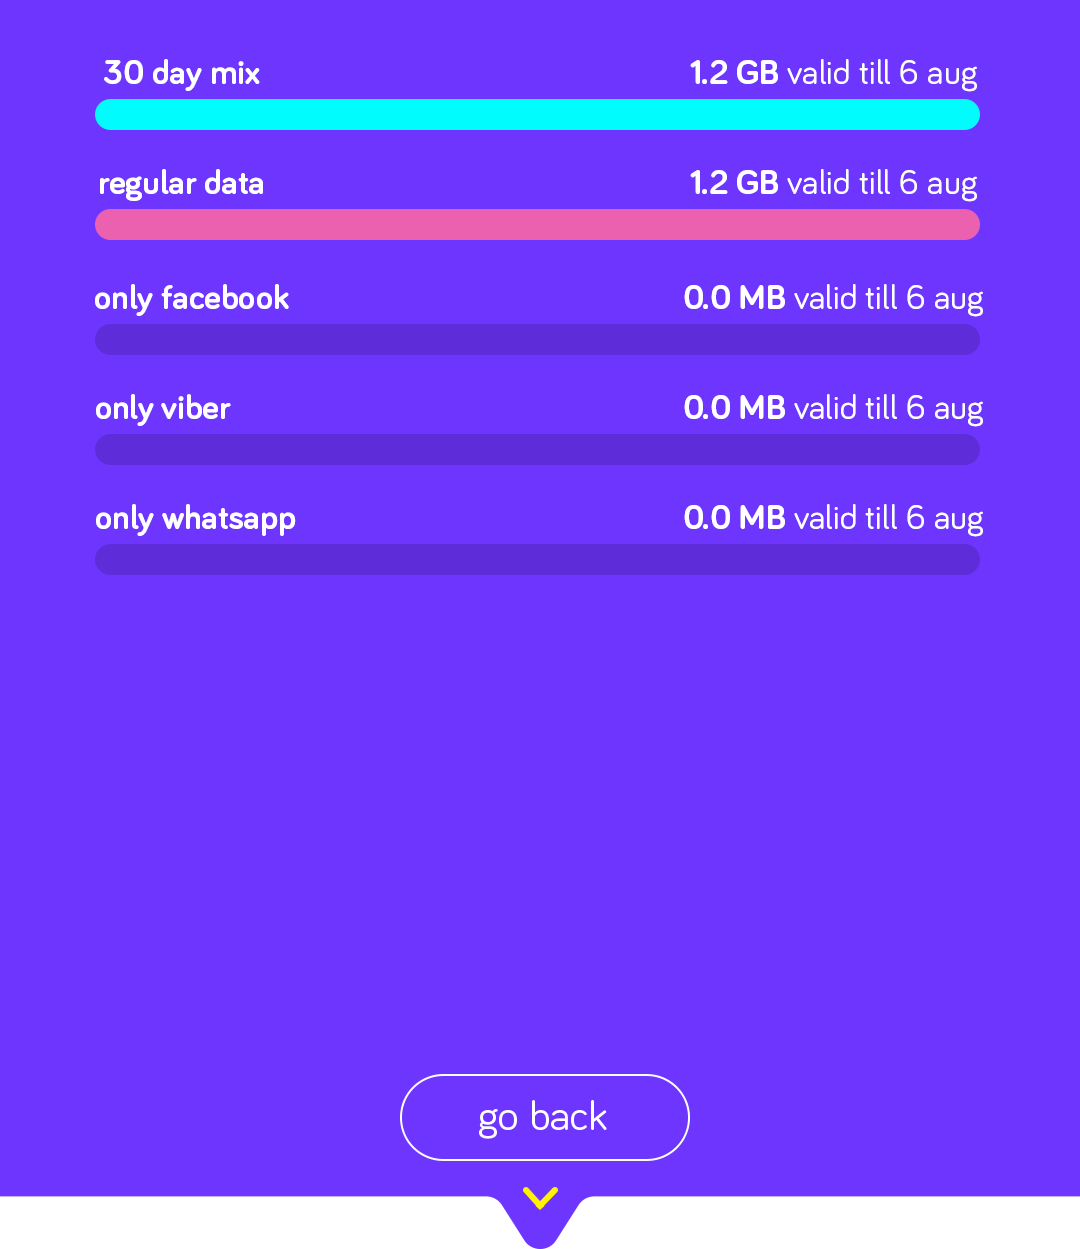 30 day mix 1.2 GB valid till 6 aug
regular data 1.2 GB valid till 6 aug
only facebook 0.0 MB valid till 6 aug
only viber 0.0 MB valid till 6 aug
only whatsapp 0.0 MB valid till 6 aug
go back